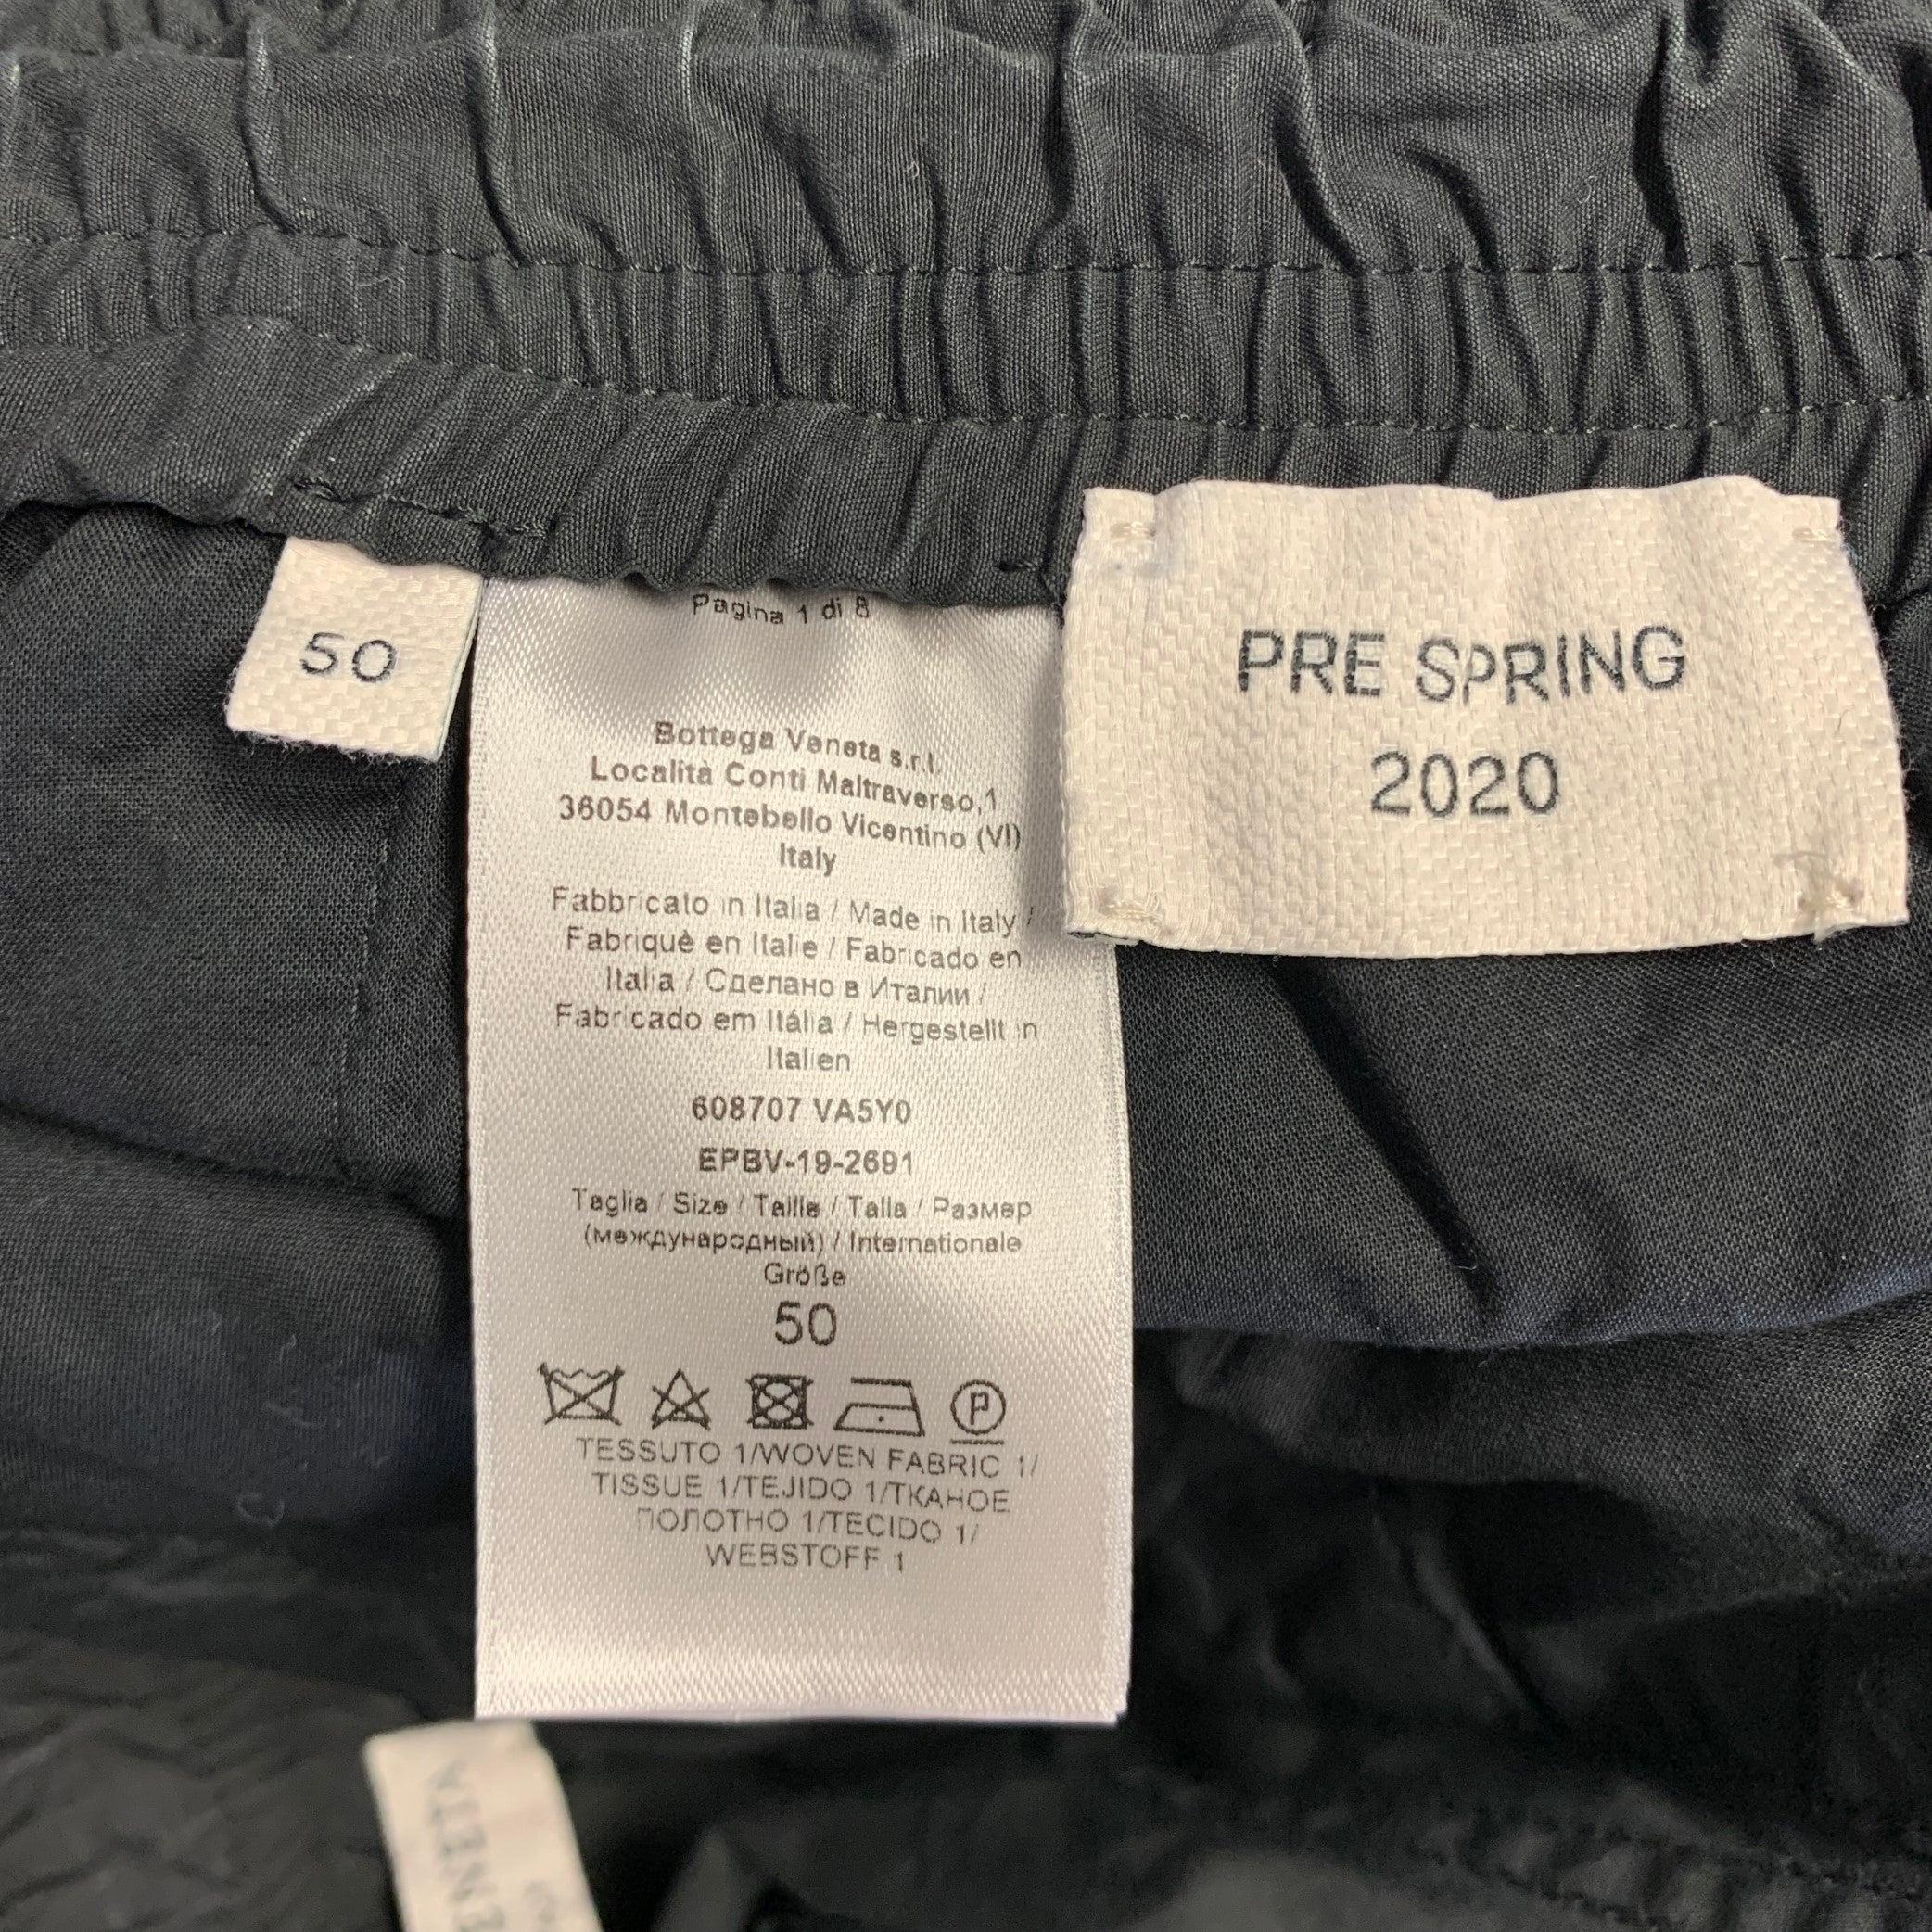 50
Pagina 1 di 8
Bottega Veneta s.r.l.
Località Conti Maltraverso,1
36054 Montebello Vicentino (VI)
Italy
Fabbricato in Italia / Made in Italy /
Fabriquè en Italie / Fabricado en
Italia / Сделано в Италии /
Fabricado em Itália / Hergestellt in
Italien
608707 VA5Y0
EPBV-19-2691
Taglia / Size / Taille / Talla / Размер
(международный) / Internationale
Größe
50
P
TESSUTO 1/WOVEN FABRIC 1/
TISSUE 1/TEJIDO 1/ТКАНОЕ
ПОЛОТНО 1/TECIDO 1/
WEBSTOFF 1
PRE SPRING
2020
VENETA